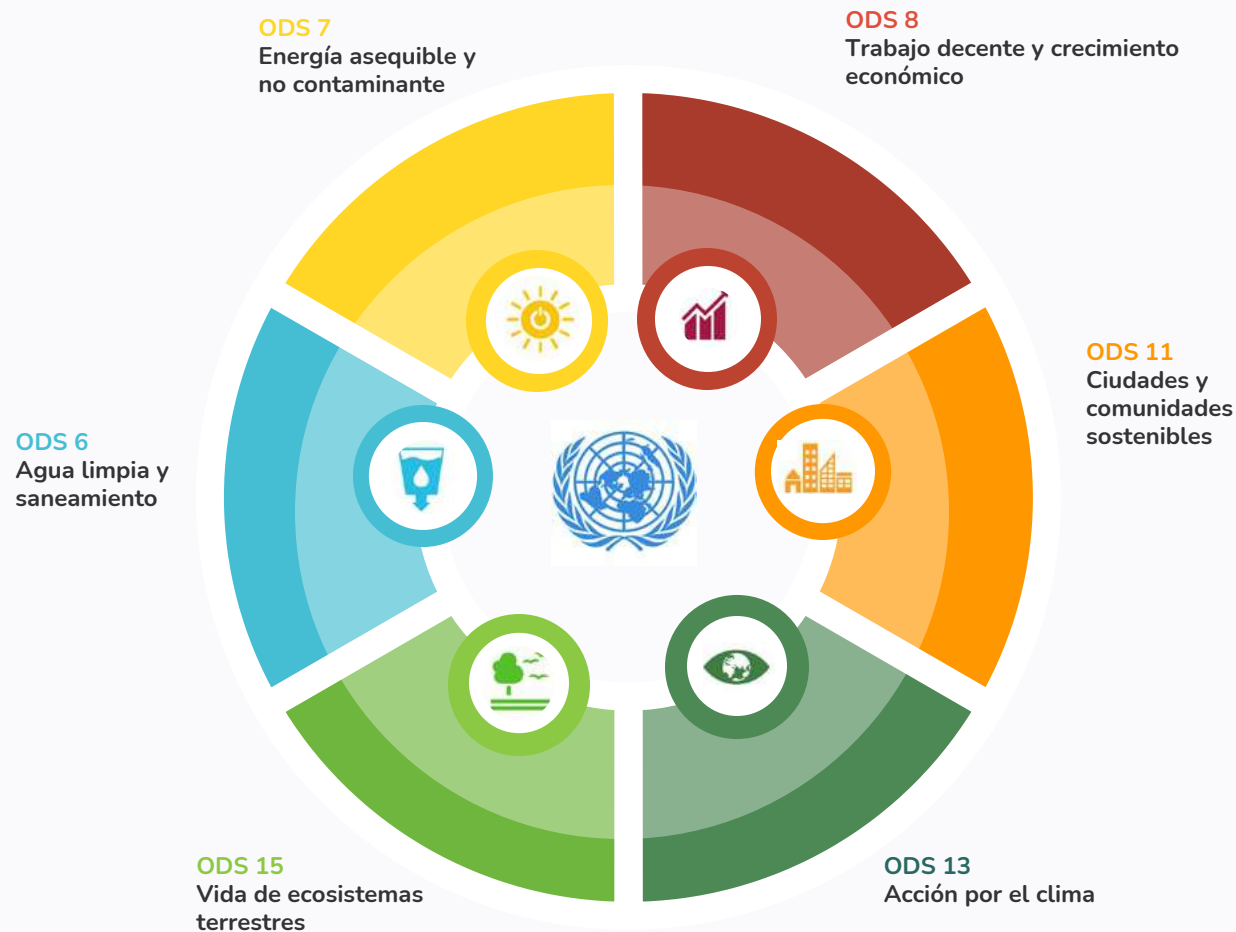 ODS 7
Energía asequible y
no contaminante
ODS 8
Trabajo decente y crecimiento
económico
ODS 11
Ciudades y
comunidades
sostenibles
ODS 6
Agua limpia y
saneamiento
ODS 15
Vida de ecosistemas
terrestres
ODS 13
Acción por el clima